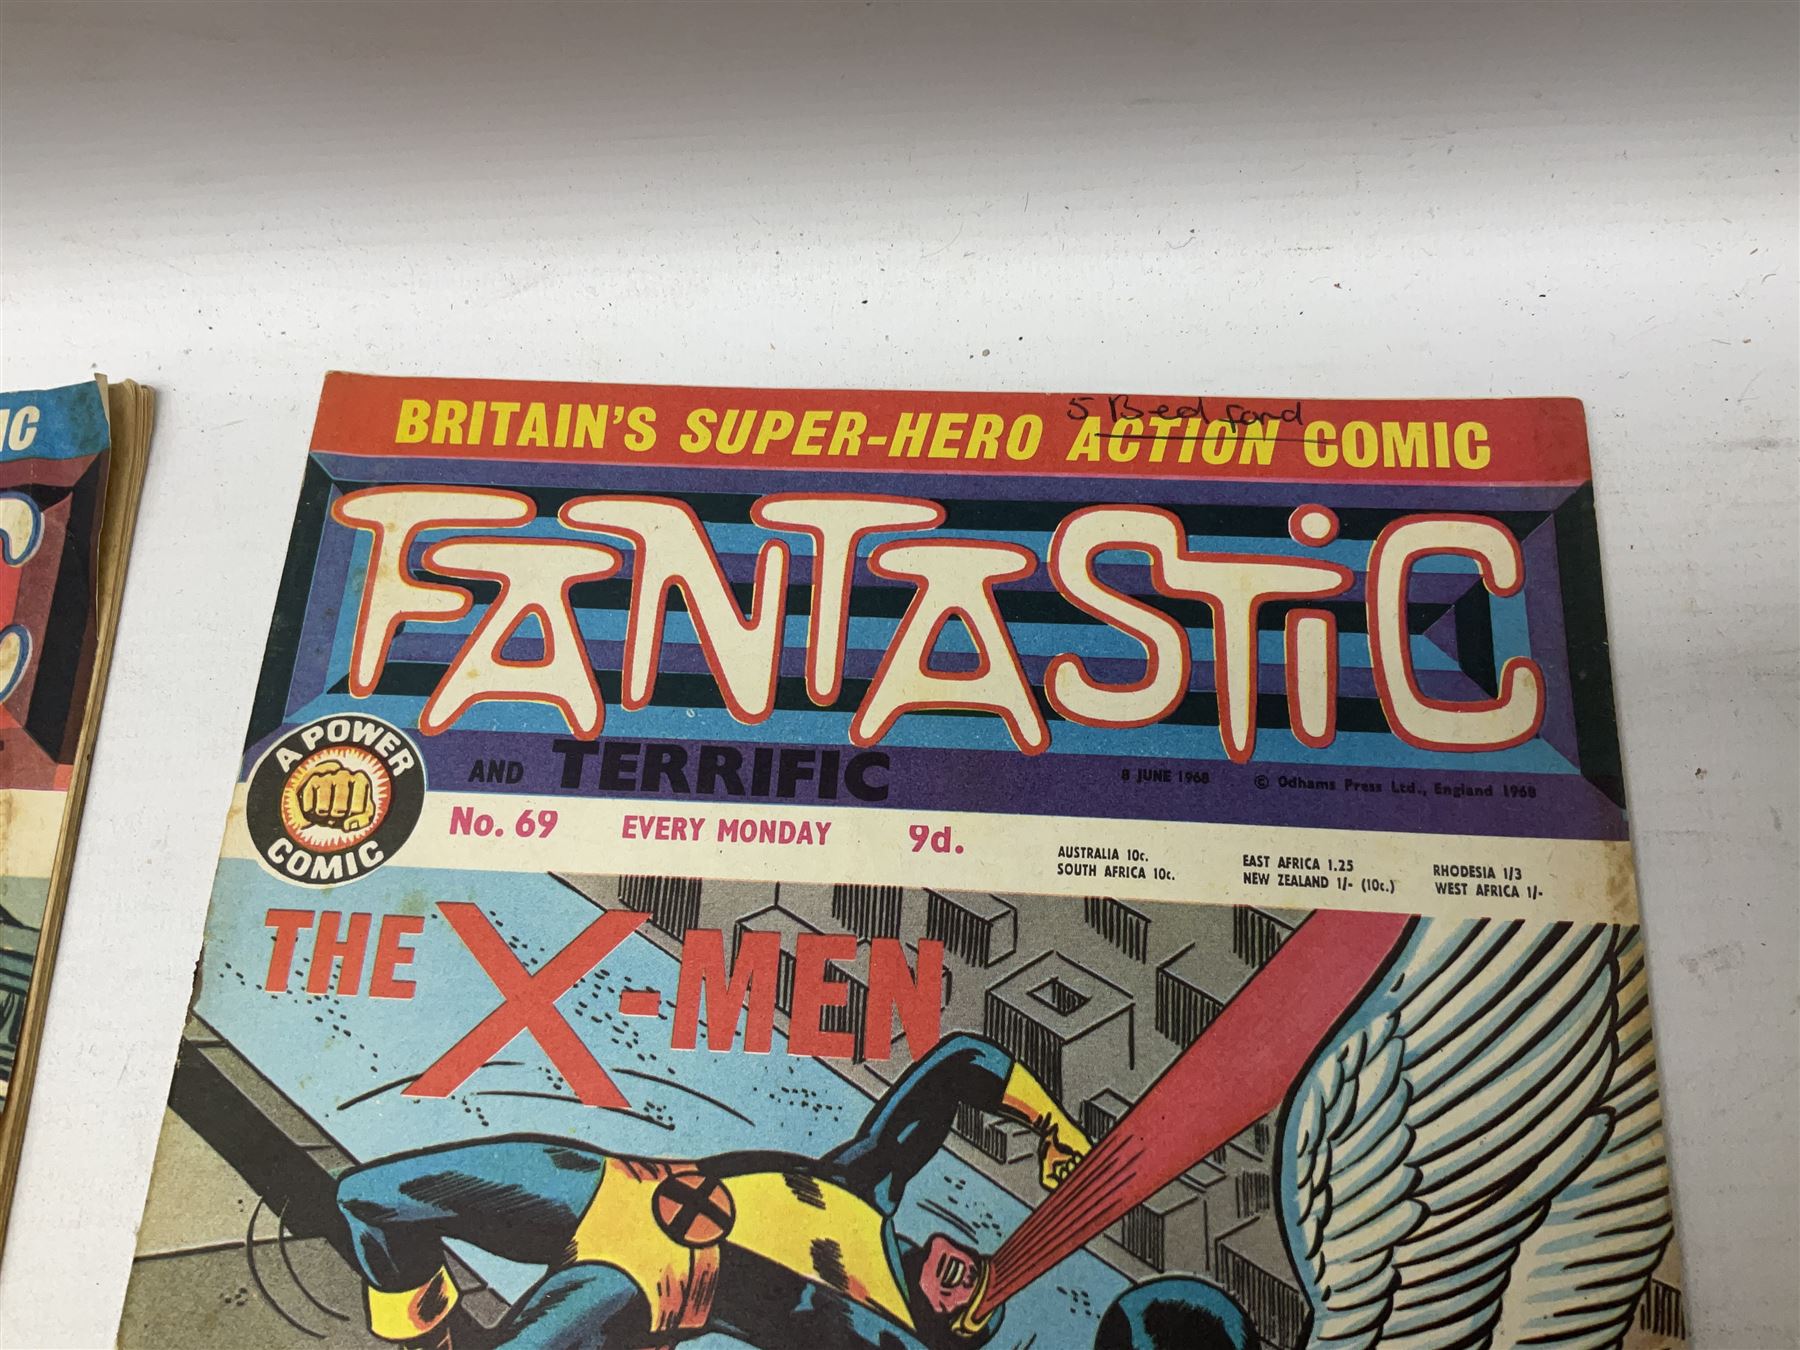 IC
5 Bedford
BRITAIN'S SUPER-HERO ACTION COMIC
FANTASTIC
AND TERRIFIC
8 JUNE 1968 © Odhams Press Ltd., England 1968
A POWER COMIC
No. 69 EVERY MONDAY 9d.
AUSTRALIA 10c. EAST AFRICA 1.25 RHODESIA 1/3
SOUTH AFRICA 10c. NEW ZEALAND 1/- (10c.) WEST AFRICA 1/-
THE X-MEN